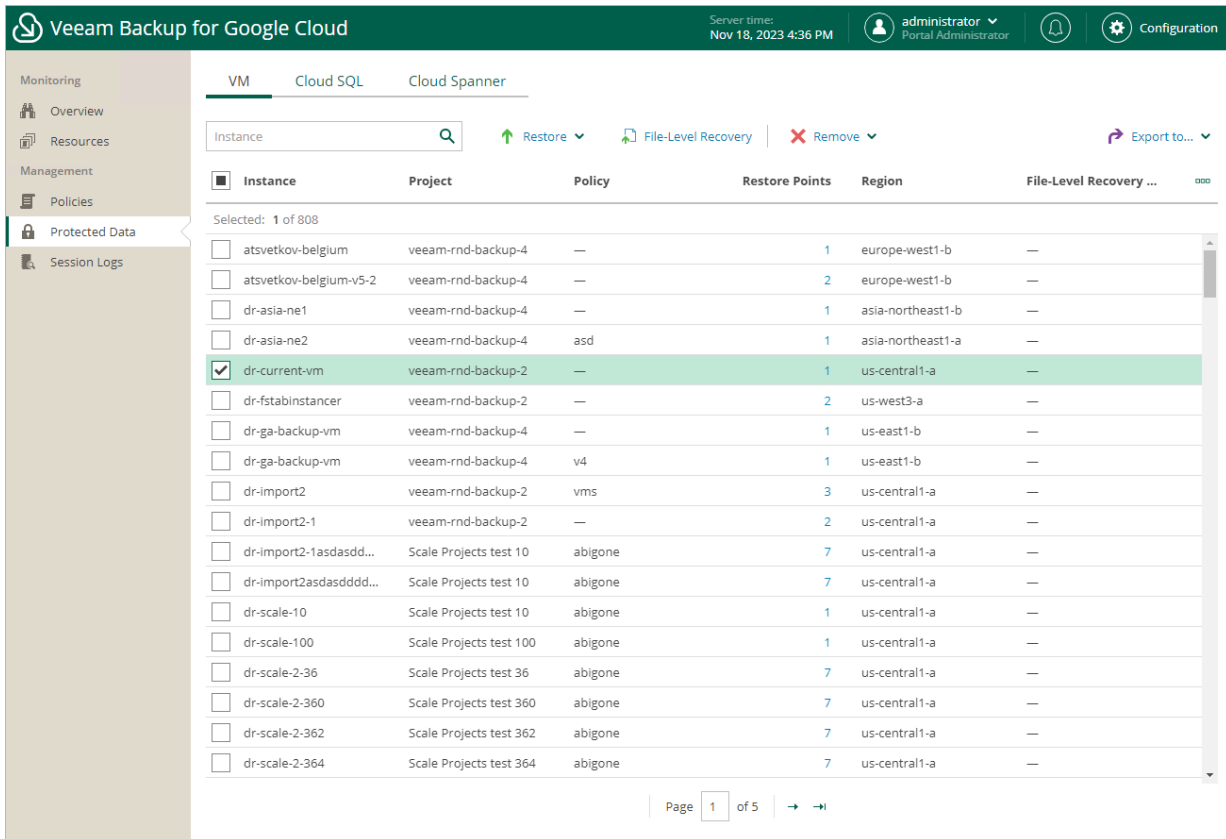 Veeam Backup for Google Cloud
Server time:
Nov 18, 2023 4:36 PM
administrator
Portal Administrator
Configuration
Monitoring
Overview
Resources
Management
Policies
Protected Data
Session Logs
VM Cloud SQL Cloud Spanner
Instance Restore File-Level Recovery Remove Export to...
Instance Project Policy Restore Points Region File-Level Recovery ...
Selected: 1 of 808
atsvetkov-belgium veeam-rnd-backup-4 — 1 europe-west1-b —
atsvetkov-belgium-v5-2 veeam-rnd-backup-4 — 2 europe-west1-b —
dr-asia-ne1 veeam-rnd-backup-4 — 1 asia-northeast1-b —
dr-asia-ne2 veeam-rnd-backup-4 asd 1 asia-northeast1-a —
dr-current-vm veeam-rnd-backup-2 — 1 us-central1-a —
dr-fstabinstancer veeam-rnd-backup-2 — 2 us-west3-a —
dr-ga-backup-vm veeam-rnd-backup-4 — 1 us-east1-b —
dr-ga-backup-vm veeam-rnd-backup-4 v4 1 us-east1-b —
dr-import2 veeam-rnd-backup-2 vms 3 us-central1-a —
dr-import2-1 veeam-rnd-backup-2 — 2 us-central1-a —
dr-import2-1asdasdd... Scale Projects test 10 abigone 7 us-central1-a —
dr-import2asdasdddd... Scale Projects test 10 abigone 7 us-central1-a —
dr-scale-10 Scale Projects test 10 abigone 1 us-central1-a —
dr-scale-100 Scale Projects test 100 abigone 1 us-central1-a —
dr-scale-2-36 Scale Projects test 36 abigone 7 us-central1-a —
dr-scale-2-360 Scale Projects test 360 abigone 7 us-central1-a —
dr-scale-2-362 Scale Projects test 362 abigone 7 us-central1-a —
dr-scale-2-364 Scale Projects test 364 abigone 7 us-central1-a —
Page 1 of 5